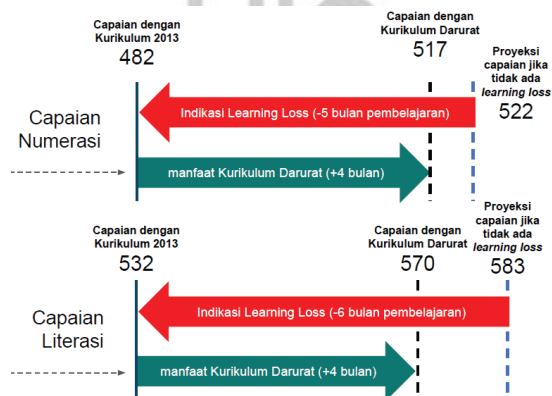 Capaian dengan
Kurikulum 2013
482
Capaian dengan
Kurikulum Darurat
517
Proyeksi
capaian jika
tidak ada
learning loss
522
Capaian
Numerasi
Indikasi Learning Loss (-5 bulan pembelajaran)
manfaat Kurikulum Darurat (+4 bulan)
Capaian dengan
Kurikulum 2013
532
Capaian dengan
Kurikulum Darurat
570
Proyeksi
capaian jika
tidak ada
learning loss
583
Capaian
Literasi
Indikasi Learning Loss (-6 bulan pembelajaran)
manfaat Kurikulum Darurat (+4 bulan)